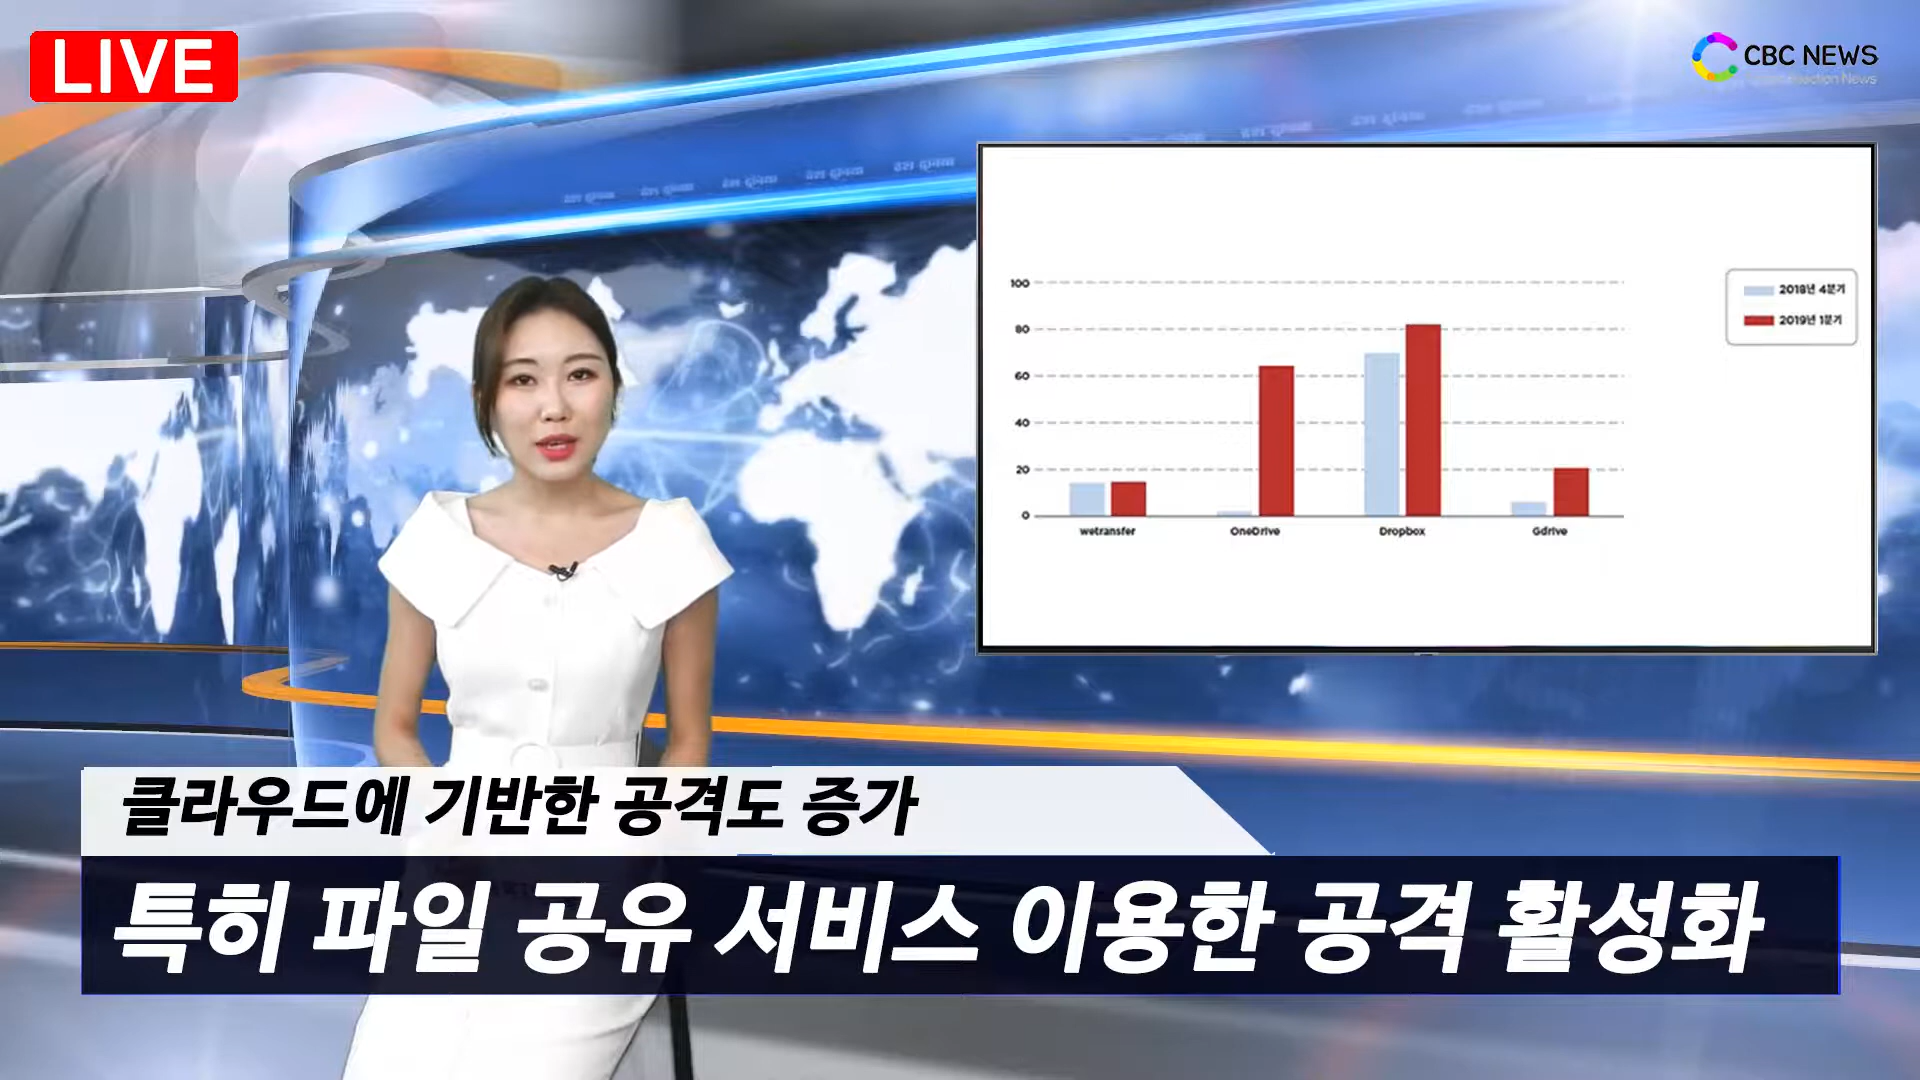 LIVE
CBC NEWS
100
80
60
40
20
0
wetransfer
OneDrive
Dropbox
Gdrive
2018년 4분기
2019년 1분기
클라우드에 기반한 공격도 증가
특히 파일 공유 서비스 이용한 공격 활성화